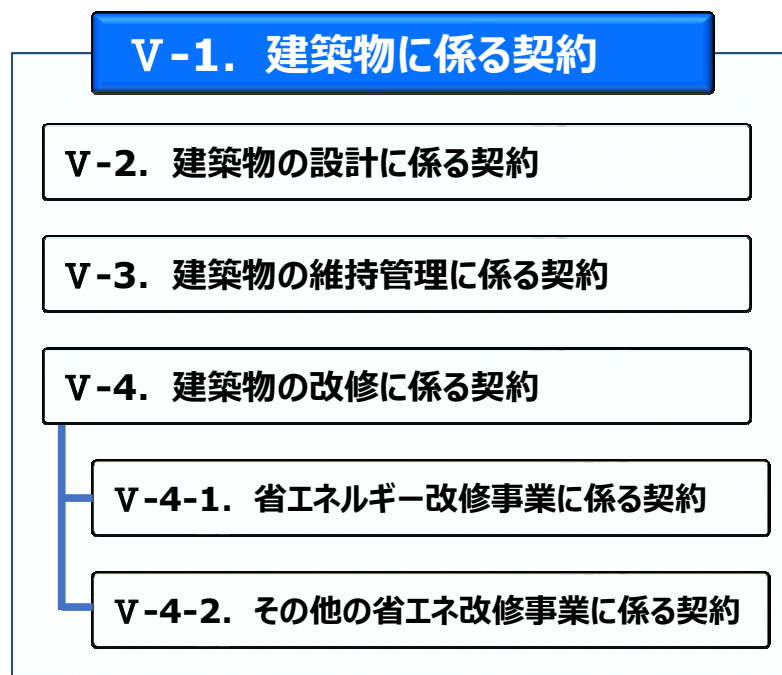 Ⅴ-1. 建築物に係る契約
Ⅴ-2. 建築物の設計に係る契約
Ⅴ-3. 建築物の維持管理に係る契約
Ⅴ-4. 建築物の改修に係る契約
Ⅴ-4-1. 省エネルギー改修事業に係る契約
Ⅴ-4-2. その他の省エネ改修事業に係る契約